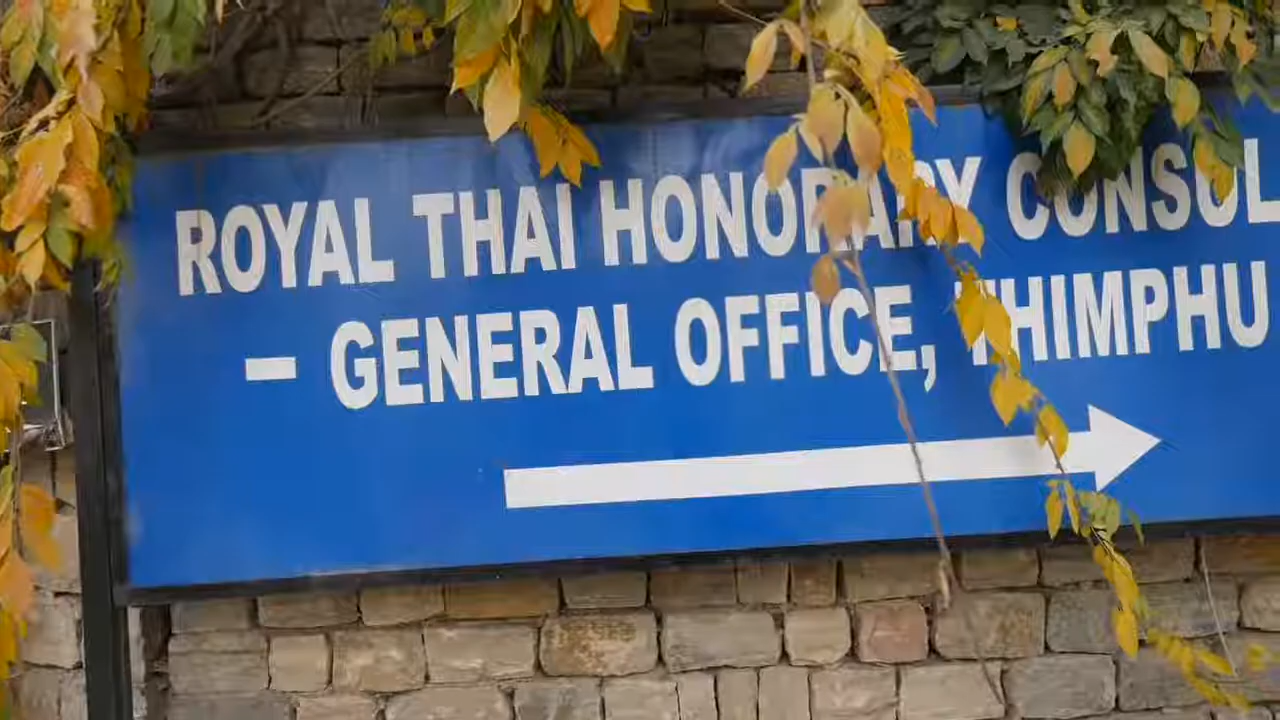 ROYAL THAI HONORARY CONSUL
– GENERAL OFFICE, THIMPHU